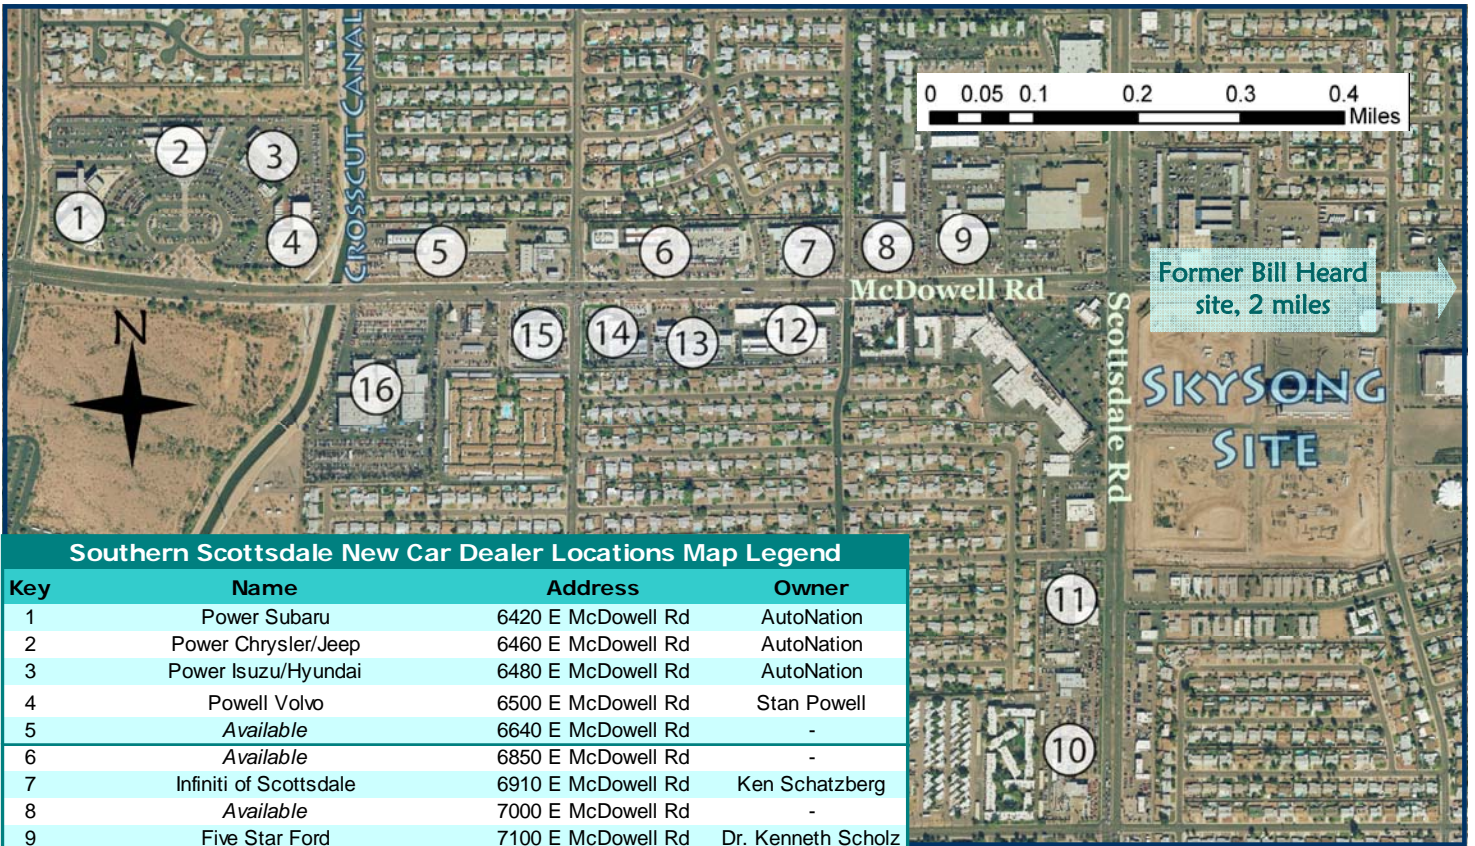 CROSSCUT CANAL
0 0.05 0.1 0.2 0.3 0.4
Miles
2
3
1
4
5
6
7
8
9
McDowell Rd
Former Bill Heard
site, 2 miles
Scottsdale Rd
N
15
14
13
12
16
SKYSONG
SITE
11
10
Southern Scottsdale New Car Dealer Locations Map Legend
Key Name Address Owner
1 Power Subaru 6420 E McDowell Rd AutoNation
2 Power Chrysler/Jeep 6460 E McDowell Rd AutoNation
3 Power Isuzu/Hyundai 6480 E McDowell Rd AutoNation
4 Powell Volvo 6500 E McDowell Rd Stan Powell
5 Available 6640 E McDowell Rd -
6 Available 6850 E McDowell Rd -
7 Infiniti of Scottsdale 6910 E McDowell Rd Ken Schatzberg
8 Available 7000 E McDowell Rd -
9 Five Star Ford 7100 E McDowell Rd Dr. Kenneth Scholz